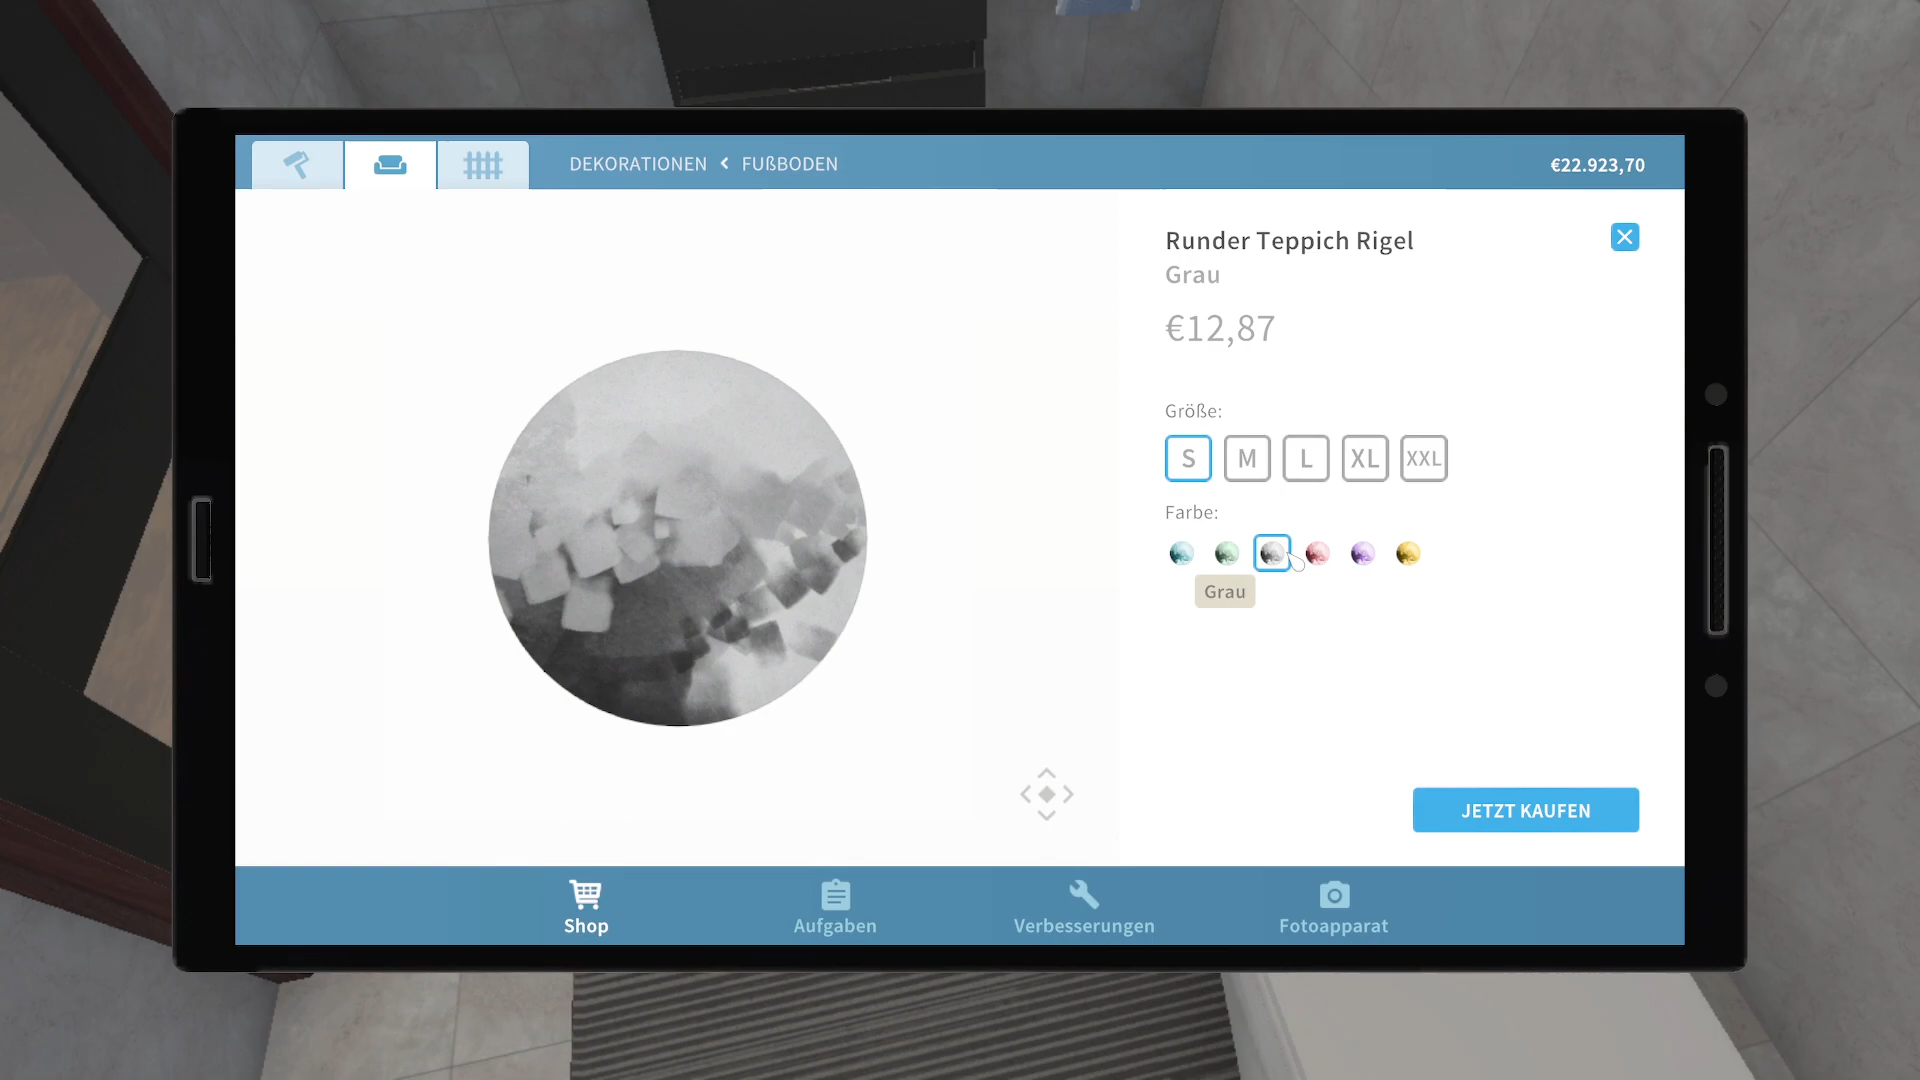 DEKORATIONEN < FUßBODEN
€22.923,70
Runder Teppich Rigel
Grau
€12,87
Größe:
S M L XL XXL
Farbe:
Grau
JETZT KAUFEN
Shop Aufgaben Verbesserungen Fotoapparat